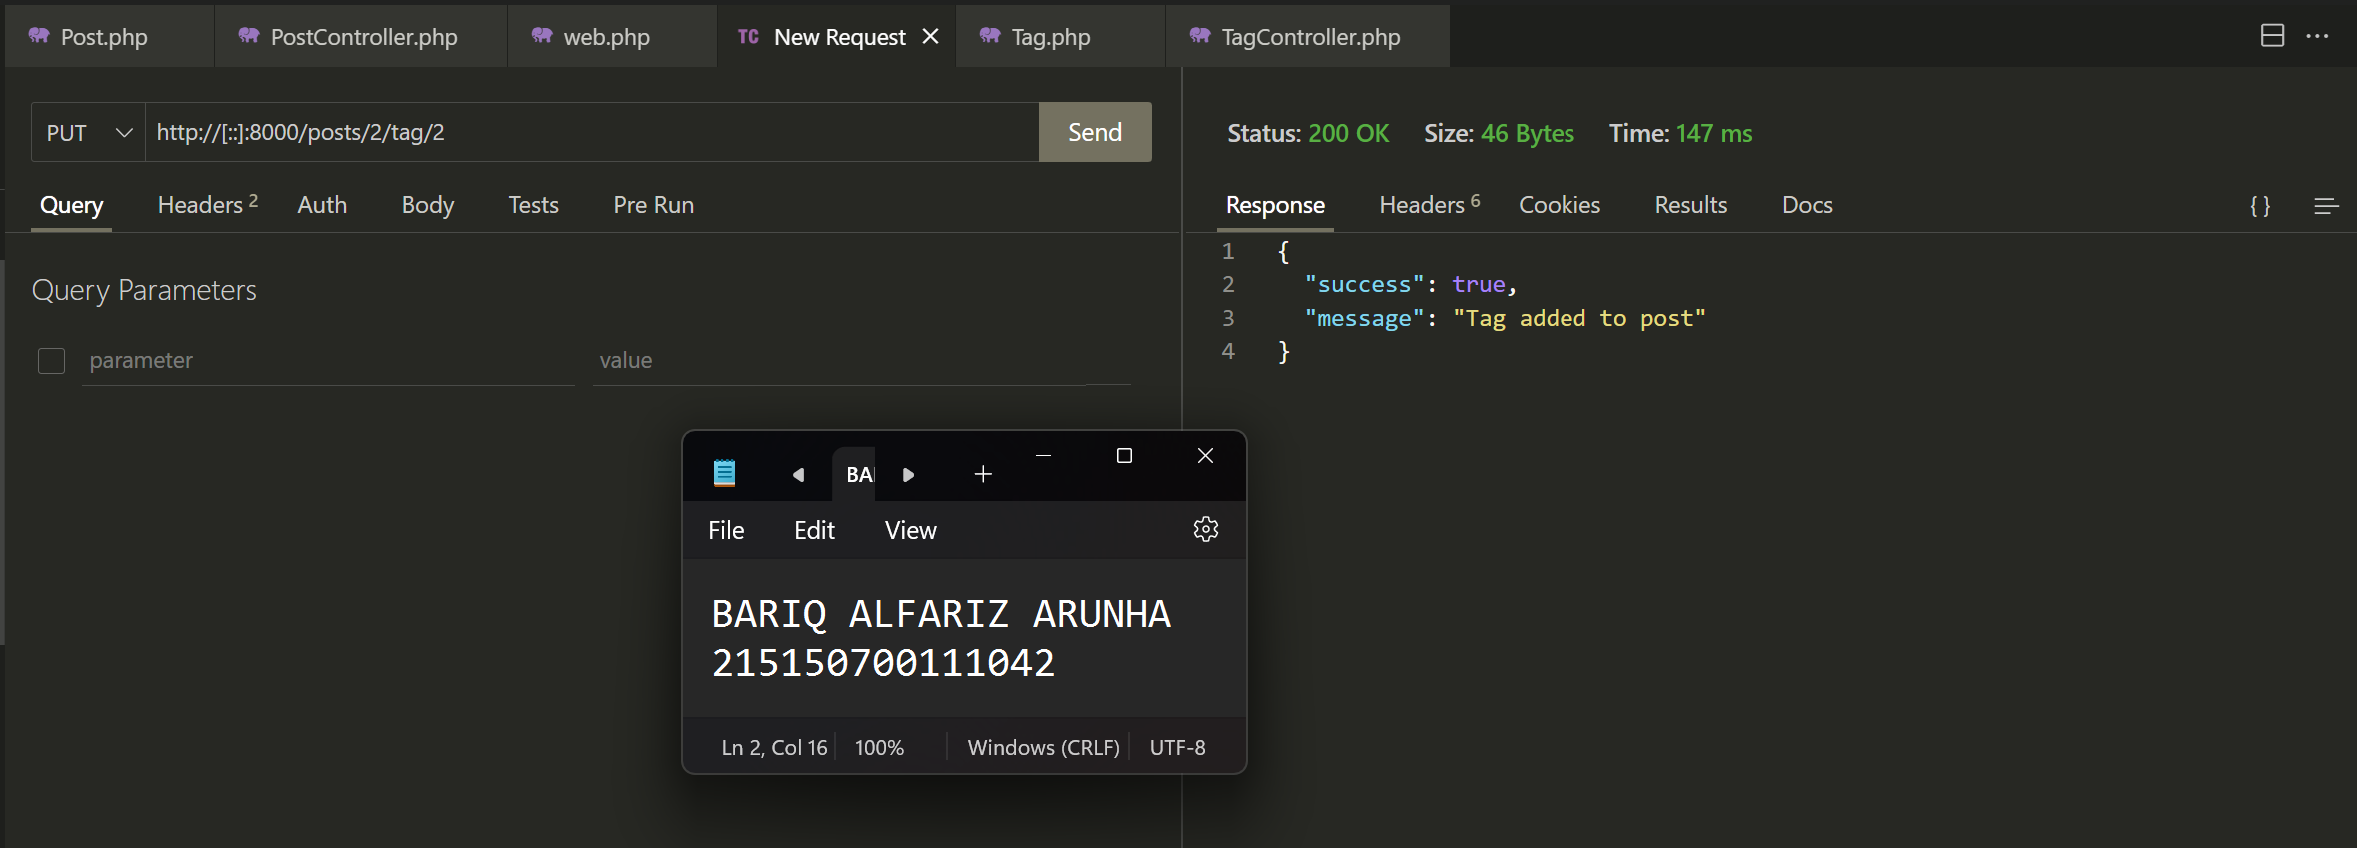 Post.php PostController.php web.php TC New Request Tag.php TagController.php
PUT http://[::]:8000/posts/2/tag/2 Send
Query Headers 2 Auth Body Tests Pre Run
Query Parameters
parameter value
Status: 200 OK Size: 46 Bytes Time: 147 ms
Response Headers 6 Cookies Results Docs { }
1 {
2 "success": true,
3 "message": "Tag added to post"
4 }
BA
File Edit View
BARIQ ALFARIZ ARUNHA
215150700111042
Ln 2, Col 16 100% Windows (CRLF) UTF-8